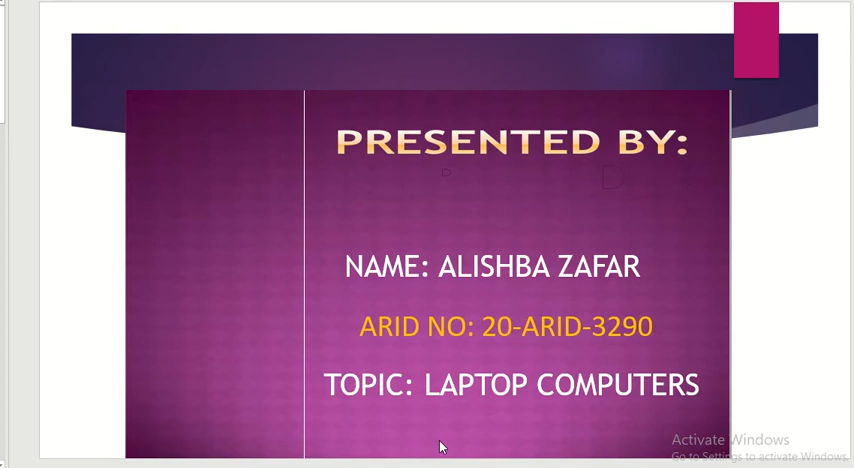 PRESENTED BY:
D
D
NAME: ALISHBA ZAFAR
ARID NO: 20-ARID-3290
TOPIC: LAPTOP COMPUTERS
Activate Windows
Go to Settings to activate Windows.